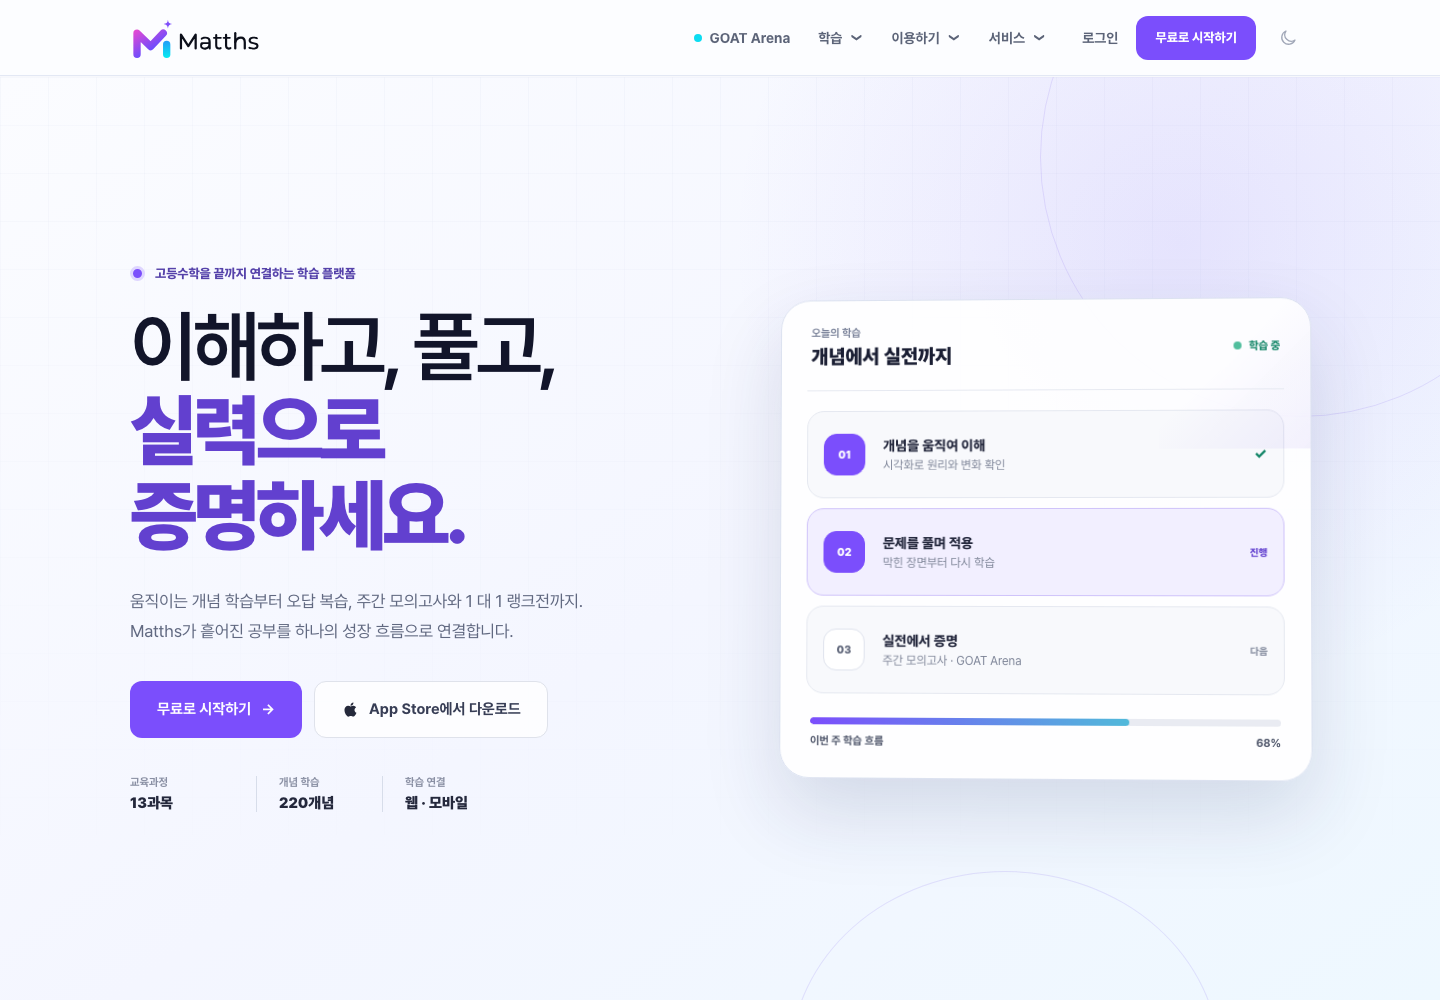 Matths
GOAT Arena
학습
이용하기
서비스
로그인
무료로 시작하기
고등수학을 끝까지 연결하는 학습 플랫폼
이해하고, 풀고,
실력으로
증명하세요.
움직이는 개념 학습부터 오답 복습, 주간 모의고사와 1 대 1 랭크전까지.
Matths가 흩어진 공부를 하나의 성장 흐름으로 연결합니다.
무료로 시작하기 →
App Store에서 다운로드
교육과정
13과목
개념 학습
220개념
학습 연결
웹 · 모바일
오늘의 학습
개념에서 실전까지
학습 중
01
개념을 움직여 이해
시각화로 원리와 변화 확인
02
문제를 풀며 적용
막힌 장면부터 다시 학습
진행
03
실전에서 증명
주간 모의고사 · GOAT Arena
다음
이번 주 학습 흐름
68%